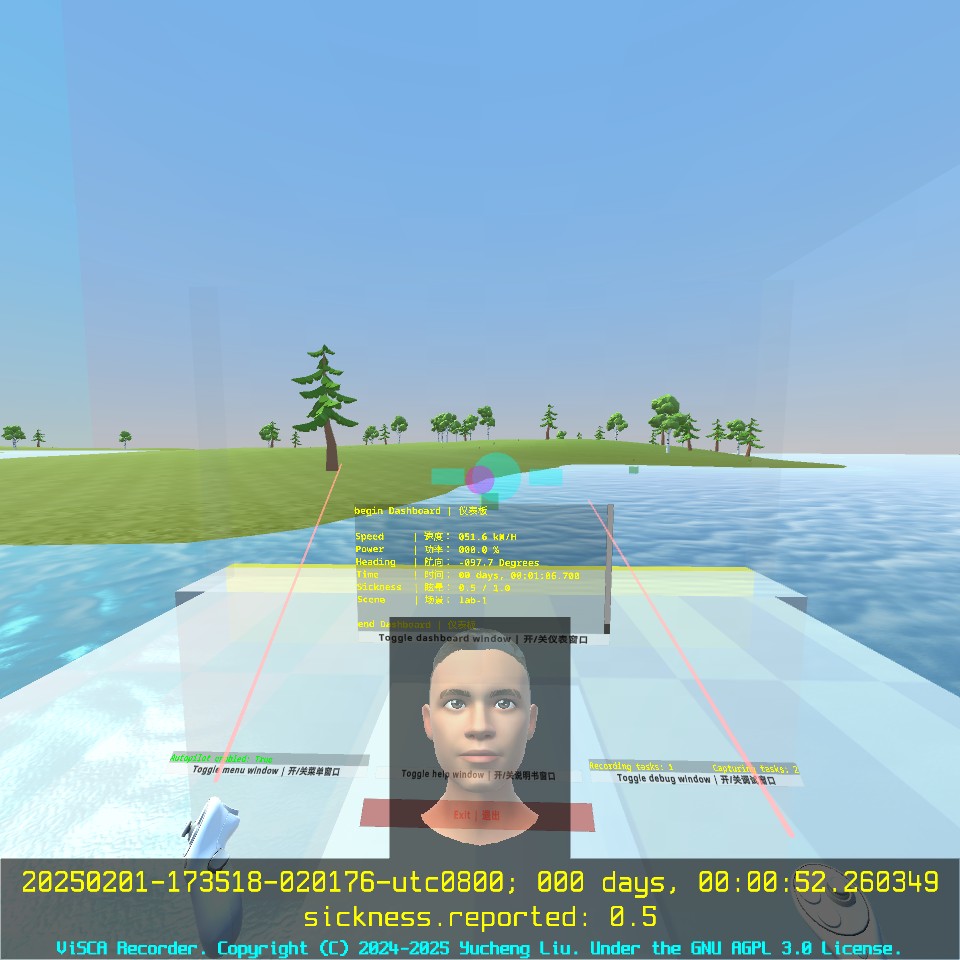 begin Dashboard | 仪表板
Speed | 速度: 051.6 kM/H
Power | 功率: 000.0 %
Heading | 航向: -097.7 Degrees
Time | 时间: 00 days, 00:01:06.700
Sickness | 眩晕: 0.5 / 1.0
Scene | 场景: lab-1
end Dashboard | 仪表板
Toggle dashboard window | 开/关仪表窗口
Autopilot enabled: True
Toggle menu window | 开/关菜单窗口
Toggle help window | 开/关说明书窗口
Recording tasks: 1 Capturing tasks: 2
Toggle debug window | 开/关调试窗口
Exit | 退出
20250201-173518-020176-utc0800; 000 days, 00:00:52.260349
sickness.reported: 0.5
ViSCA Recorder. Copyright (C) 2024-2025 Yucheng Liu. Under the GNU AGPL 3.0 License.